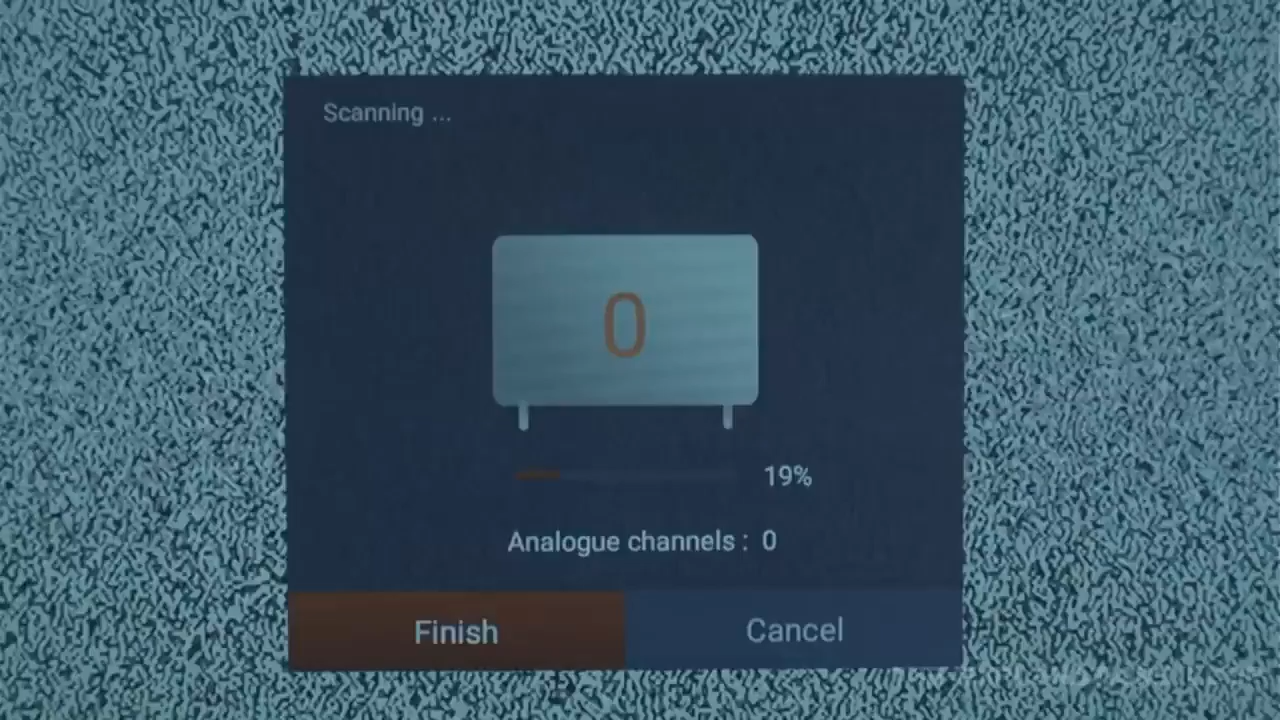 Scanning ...
0
19%
Analogue channels : 0
Finish
Cancel